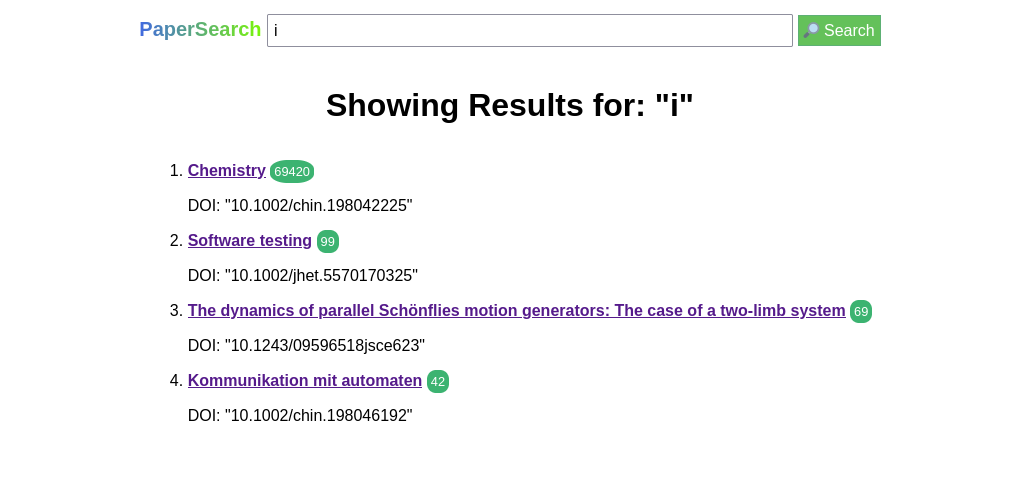 PaperSearch i 🔎 Search
Showing Results for: "i"
1. Chemistry 69420
DOI: "10.1002/chin.198042225"
2. Software testing 99
DOI: "10.1002/jhet.5570170325"
3. The dynamics of parallel Schönflies motion generators: The case of a two-limb system 69
DOI: "10.1243/09596518jsce623"
4. Kommunikation mit automaten 42
DOI: "10.1002/chin.198046192"